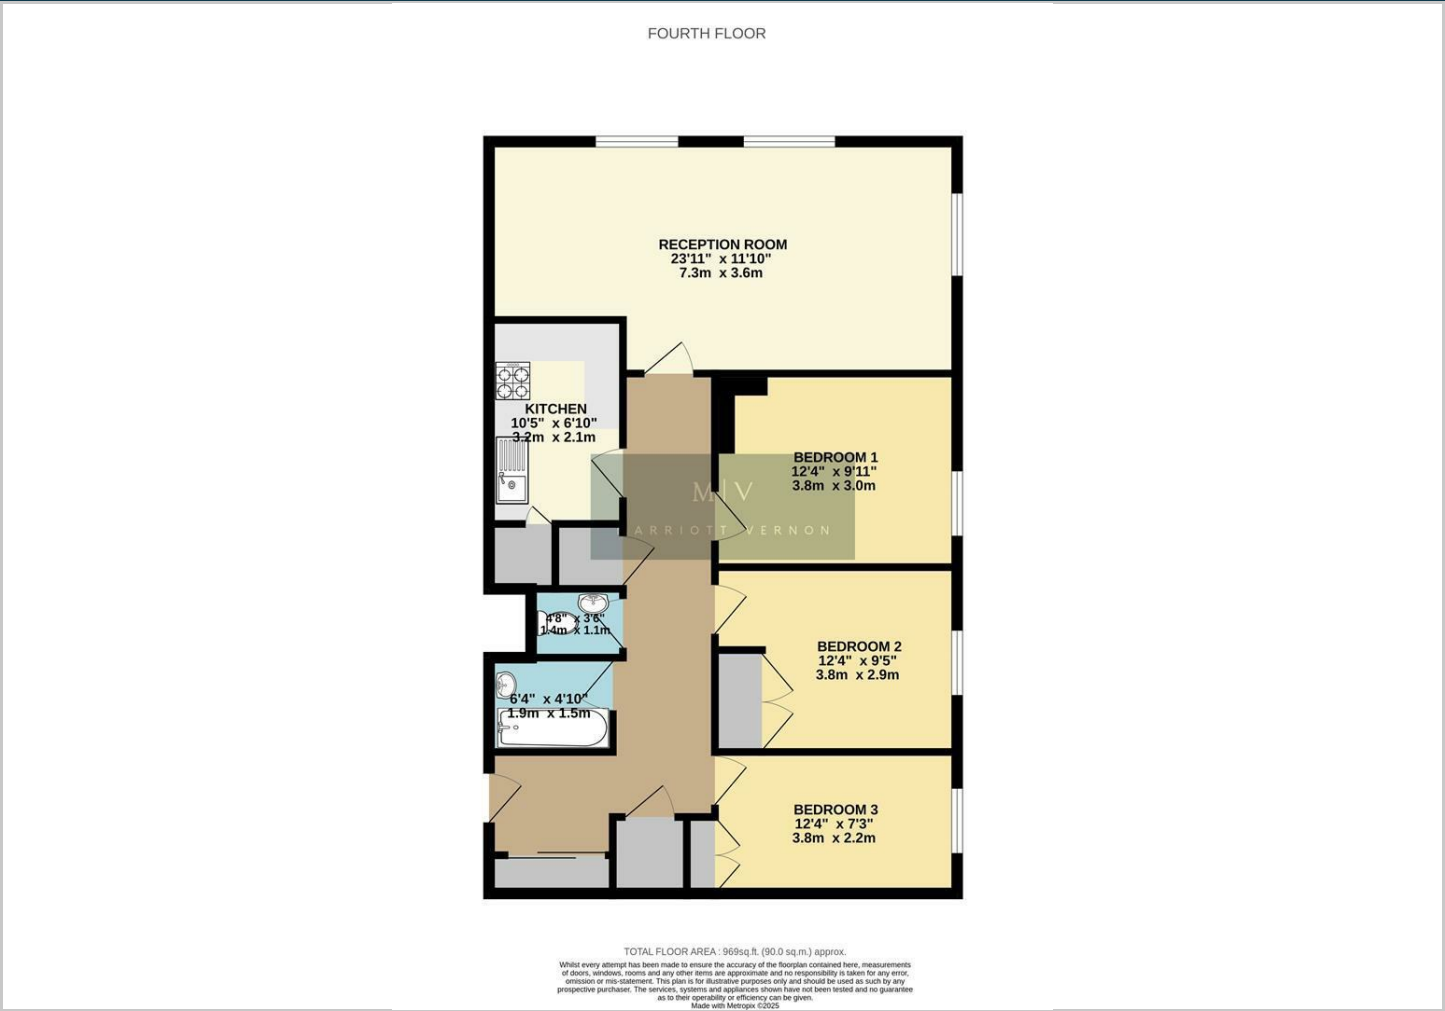 FOURTH FLOOR
RECEPTION ROOM
23'11" x 11'10"
7.3m x 3.6m
KITCHEN
10'5" x 6'10"
3.2m x 2.1m
BEDROOM 1
12'4" x 9'11"
3.8m x 3.0m
M|V
ARRIOTT VERNON
4'8" x 3'6"
1.4m x 1.1m
BEDROOM 2
12'4" x 9'5"
3.8m x 2.9m
6'4" x 4'10"
1.9m x 1.5m
BEDROOM 3
12'4" x 7'3"
3.8m x 2.2m
TOTAL FLOOR AREA : 969sq.ft. (90.0 sq.m.) approx.
Whilst every attempt has been made to ensure the accuracy of the floorplan contained here, measurements
of doors, windows, rooms and any other items are approximate and no responsibility is taken for any error,
omission or mis-statement. This plan is for illustrative purposes only and should be used as such by any
prospective purchaser. The services, systems and appliances shown have not been tested and no guarantee
as to their operability or efficiency can be given.
Made with Metropix ©2025